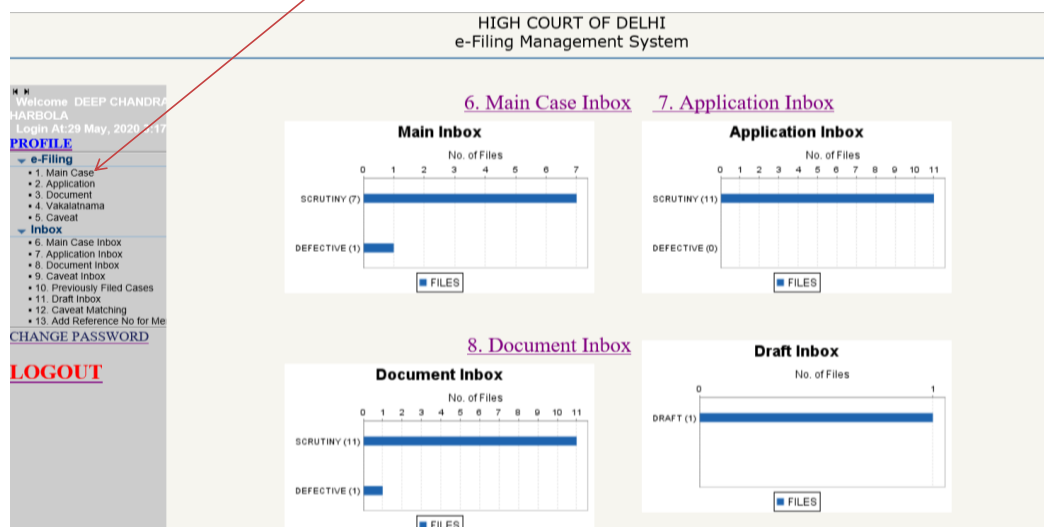 HIGH COURT OF DELHI
e-Filing Management System
Welcome DEEP CHANDRA
HARBOLA
Login At:29 May, 2020
PROFILE
e-Filing
1. Main Case
2. Application
3. Document
4. Vakalatnama
5. Caveat
Inbox
6. Main Case Inbox
7. Application Inbox
8. Document Inbox
9. Caveat Inbox
10. Previously Filed Cases
11. Draft Inbox
12. Caveat Matching
13. Add Reference No for Me
CHANGE PASSWORD
LOGOUT
6. Main Case Inbox
Main Inbox
No. of Files
0 1 2 3 4 5 6 7
SCRUTINY (7)
DEFECTIVE (1)
FILES
7. Application Inbox
Application Inbox
No. of Files
0 1 2 3 4 5 6 7 8 9 10 11
SCRUTINY (11)
DEFECTIVE (0)
FILES
8. Document Inbox
Document Inbox
No. of Files
0 1 2 3 4 5 6 7 8 9 10 11
SCRUTINY (11)
DEFECTIVE (1)
FILES
Draft Inbox
No. of Files
0 1
DRAFT (1)
FILES